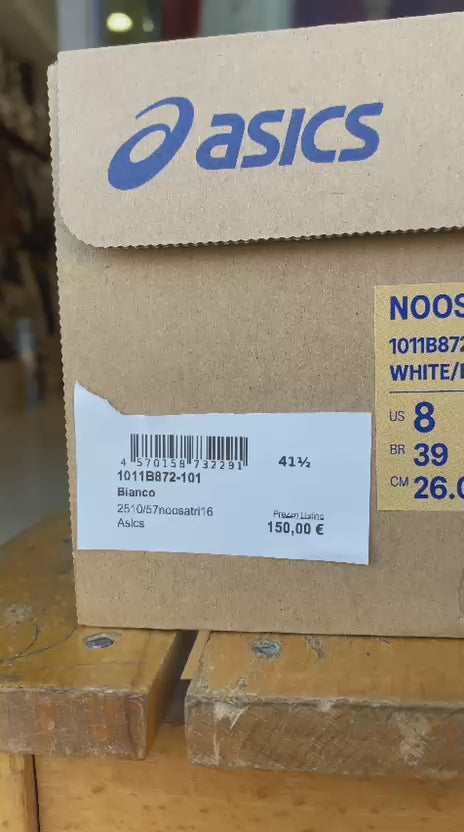 asics
NOOS
1011B872
WHITE/
US 8
BR 39
CM 26.0
4 570158 732291
41½
1011B872-101
Bianco
2510/57noosatri16
Asics
Prezzo Listino
150,00 €